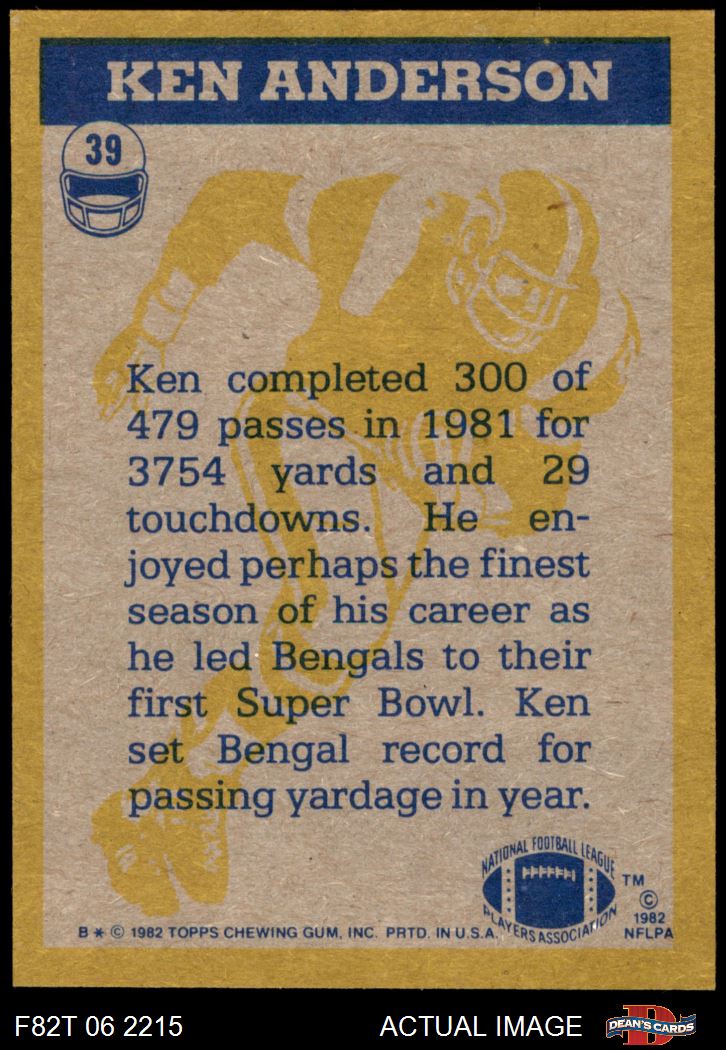 KEN ANDERSON
39
Ken completed 300 of
479 passes in 1981 for
3754 yards and 29
touchdowns. He en-
joyed perhaps the finest
season of his career as
he led Bengals to their
first Super Bowl. Ken
set Bengal record for
passing yardage in year.
NATIONAL FOOTBALL LEAGUE
PLAYERS ASSOCIATION
TM
©
1982
NFLPA
B * © 1982 TOPPS CHEWING GUM, INC. PRTD. IN U.S.A.
F82T 06 2215
ACTUAL IMAGE
D
DEAN'S CARDS